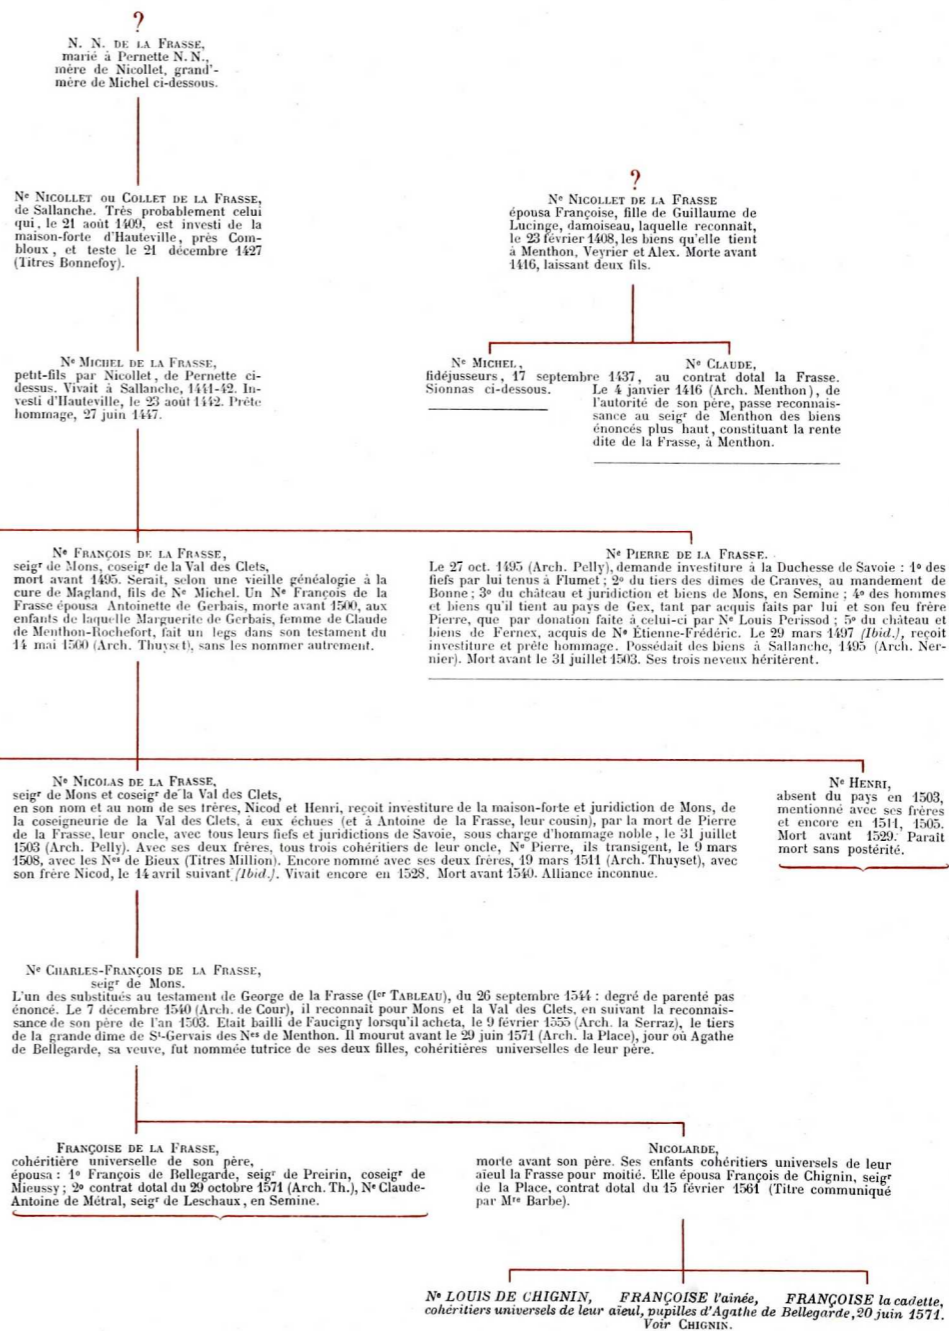 ?
N. N. DE LA FRASSE,
marié à Pernette N. N.,
mère de Nicollet, grand'-
mère de Michel ci-dessous.
Nᵉ NICOLLET OU COLLET DE LA FRASSE,
de Sallanche. Très probablement celui
qui, le 21 août 1409, est investi de la
maison-forte d'Hauteville, près Com-
bloux, et teste le 21 décembre 1427
(Titres Bonnefoy).
?
Nᵉ NICOLLET DE LA FRASSE
épousa Françoise, fille de Guillaume de
Lucinge, damoiseau, laquelle reconnaît,
le 23 février 1408, les biens qu'elle tient
à Menthon, Veyrier et Alex. Morte avant
1416, laissant deux fils.
Nᵉ MICHEL DE LA FRASSE,
petit-fils par Nicollet, de Pernette ci-
dessus. Vivait à Sallanche, 1441-42. In-
vesti d'Hauteville, le 23 août 1442. Prête
hommage, 27 juin 1447.
Nᵉ MICHEL, Nᵉ CLAUDE,
fidéjusseurs, 17 septembre 1437, au contrat dotal la Frasse.
Sionnas ci-dessous. Le 4 janvier 1416 (Arch. Menthon), de
l'autorité de son père, passe reconnais-
sance au seigʳ de Menthon des biens
énoncés plus haut, constituant la rente
dite de la Frasse, à Menthon.
Nᵉ FRANÇOIS DE LA FRASSE,
seigʳ de Mons, coseigʳ de la Val des Clets,
mort avant 1495. Serait, selon une vieille généalogie à la
cure de Magland, fils de Nᵉ Michel. Un Nᵉ François de la
Frasse épousa Antoinette de Gerbais, morte avant 1500, aux
enfants de laquelle Marguerite de Gerbais, femme de Claude
de Menthon-Rochefort, fait un legs dans son testament du
14 mai 1500 (Arch. Thuyset), sans les nommer autrement.
Nᵉ PIERRE DE LA FRASSE.
Le 27 oct. 1495 (Arch. Pelly), demande investiture à la Duchesse de Savoie : 1º des
fiefs par lui tenus à Flumet ; 2º du tiers des dîmes de Cranves, au mandement de
Bonne ; 3º du château et juridiction et biens de Mons, en Semine ; 4º des hommes
et biens qu'il tient au pays de Gex, tant par acquis faits par lui et son feu frère
Pierre, que par donation faite à celui-ci par Nᵉ Louis Perissod ; 5º du château et
biens de Fernex, acquis de Nᵉ Étienne-Frédéric. Le 29 mars 1497 (Ibid.), reçoit
investiture et prête hommage. Possédait des biens à Sallanche, 1495 (Arch. Ner-
nier). Mort avant le 31 juillet 1503. Ses trois neveux héritèrent.
Nᵉ NICOLAS DE LA FRASSE,
seigʳ de Mons et coseigʳ de la Val des Clets,
en son nom et au nom de ses frères, Nicod et Henri, reçoit investiture de la maison-forte et juridiction de Mons, de
la coseigneurie de la Val des Clets, à eux échues (et à Antoine de la Frasse, leur cousin), par la mort de Pierre
de la Frasse, leur oncle, avec tous leurs fiefs et juridictions de Savoie, sous charge d'hommage noble, le 31 juillet
1503 (Arch. Pelly). Avec ses deux frères, tous trois cohéritiers de leur oncle, Nᵉ Pierre, ils transigent, le 9 mars
1508, avec les Nᵉˢ de Bieux (Titres Million). Encore nommé avec ses deux frères, 19 mars 1511 (Arch. Thuyset), avec
son frère Nicod, le 14 avril suivant (Ibid.). Vivait encore en 1528. Mort avant 1540. Alliance inconnue.
Nᵉ HENRI,
absent du pays en 1503,
mentionné avec ses frères
et encore en 1511, 1505.
Mort avant 1529. Paraît
mort sans postérité.
Nᵉ CHARLES-FRANÇOIS DE LA FRASSE,
seigʳ de Mons.
L'un des substitués au testament de George de la Frasse (Iᵉʳ TABLEAU), du 26 septembre 1544 : degré de parenté pas
énoncé. Le 7 décembre 1540 (Arch. de Cour), il reconnaît pour Mons et la Val des Clets, en suivant la reconnais-
sance de son père de l'an 1503. Etait bailli de Faucigny lorsqu'il acheta, le 9 février 1555 (Arch. la Serraz), le tiers
de la grande dîme de Sᵗ-Gervais des Nᵉˢ de Menthon. Il mourut avant le 29 juin 1571 (Arch. la Place), jour où Agathe
de Bellegarde, sa veuve, fut nommée tutrice de ses deux filles, cohéritières universelles de leur père.
FRANÇOISE DE LA FRASSE,
cohéritière universelle de son père,
épousa : 1º François de Bellegarde, seigʳ de Preirin, coseigʳ de
Mieussy ; 2º contrat dotal du 29 octobre 1571 (Arch. Th.), Nᵉ Claude-
Antoine de Métral, seigʳ de Leschaux, en Semine.
NICOLARDE,
morte avant son père. Ses enfants cohéritiers universels de leur
aïeul la Frasse pour moitié. Elle épousa François de Chignin, seigʳ
de la Place, contrat dotal du 15 février 1561 (Titre communiqué
par Mʳᵉ Barbe).
Nᵉ LOUIS DE CHIGNIN, FRANÇOISE l'aînée, FRANÇOISE la cadette,
cohéritiers universels de leur aïeul, pupilles d'Agathe de Bellegarde, 20 juin 1571.
Voir CHIGNIN.